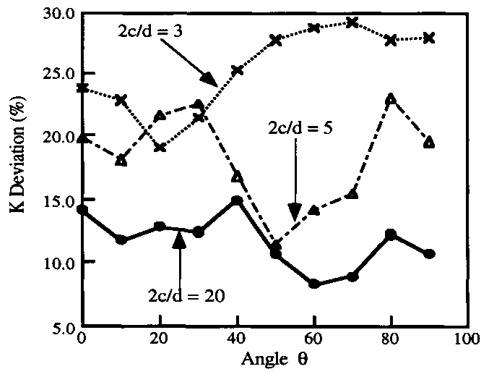 30.0
2c/d = 3
25.0
K Deviation (%)
20.0
2c/d = 5
15.0
10.0
2c/d = 20
5.0
0 20 40 60 80 100
Angle θ